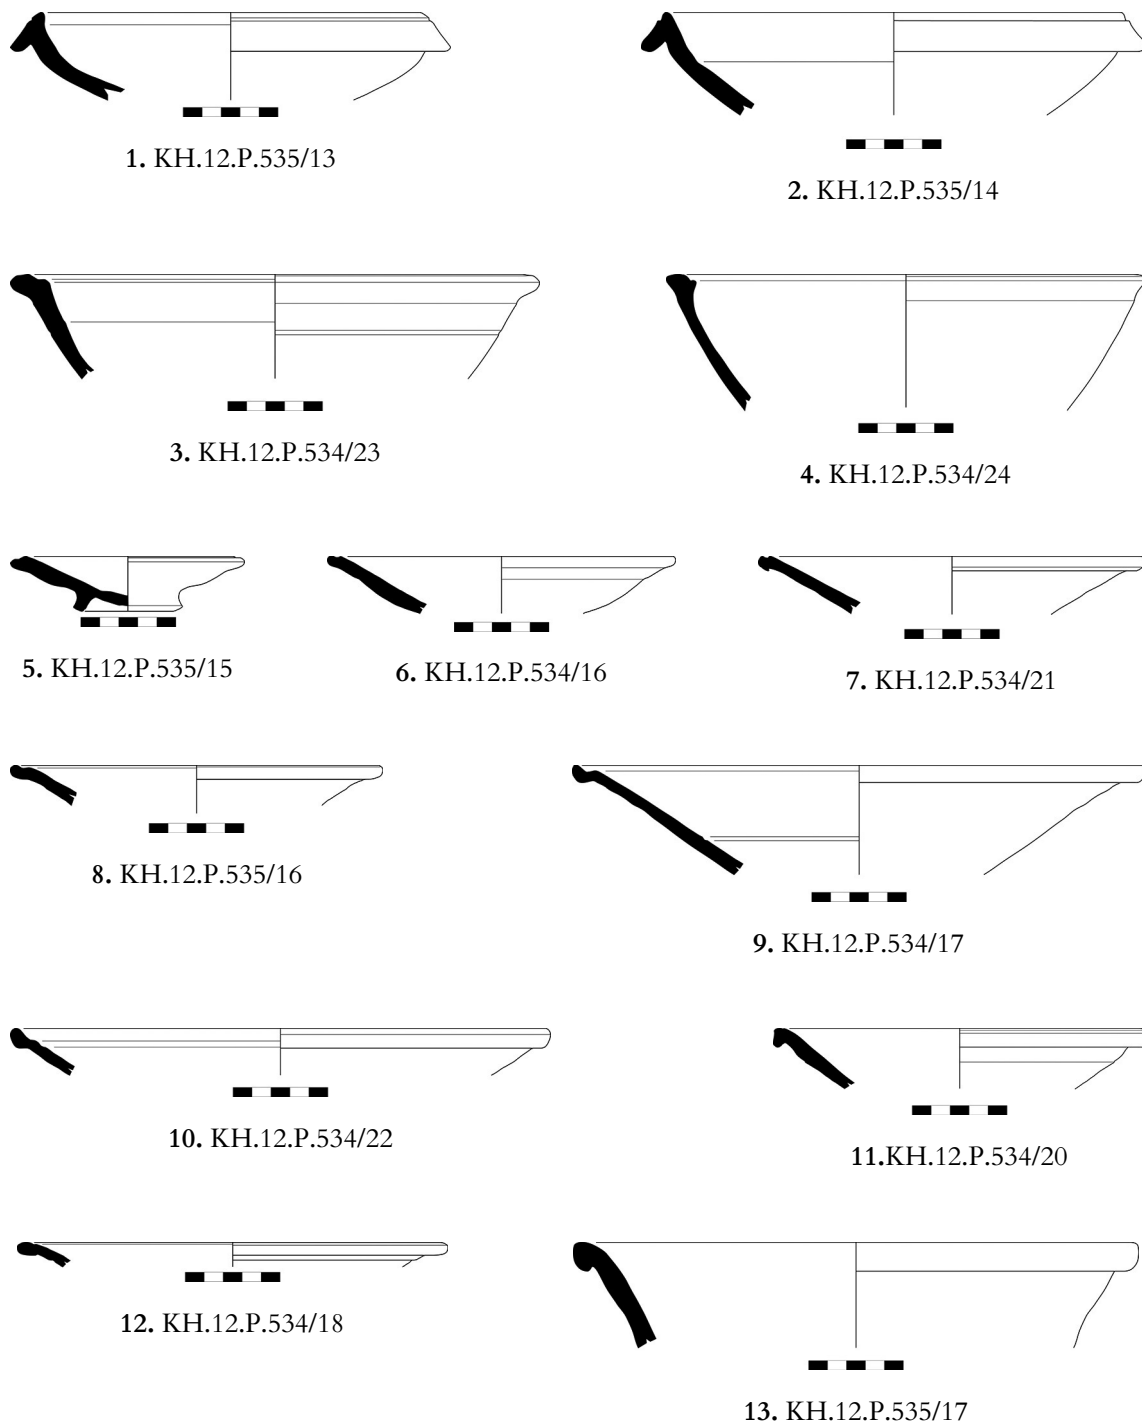 1. KH.12.P.535/13
2. KH.12.P.535/14
3. KH.12.P.534/23
4. KH.12.P.534/24
5. KH.12.P.535/15
6. KH.12.P.534/16
7. KH.12.P.534/21
8. KH.12.P.535/16
9. KH.12.P.534/17
10. KH.12.P.534/22
11.KH.12.P.534/20
12. KH.12.P.534/18
13. KH.12.P.535/17